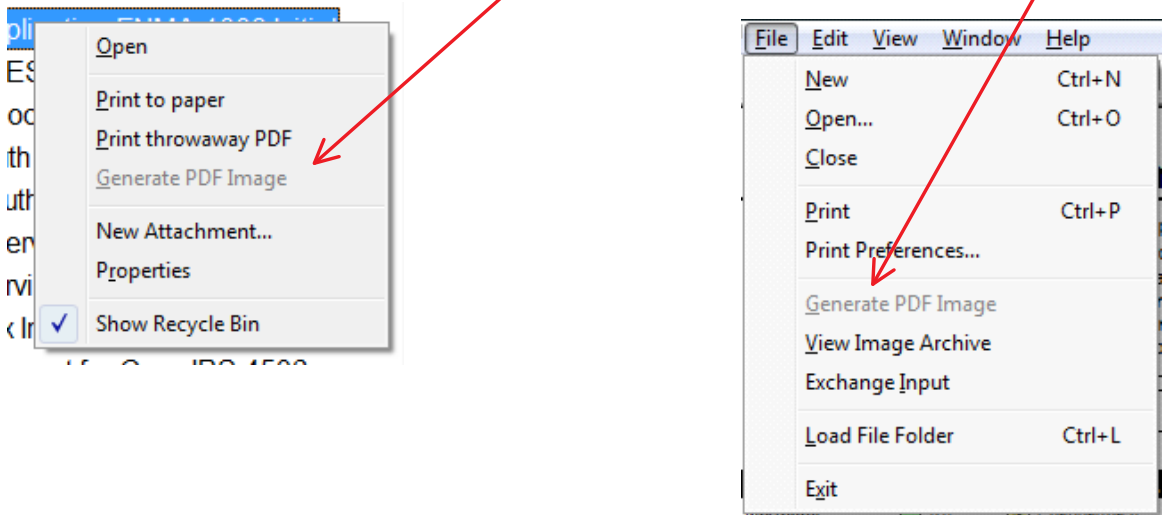 Open
Print to paper
Print throwaway PDF
Generate PDF Image
New Attachment...
Properties
Show Recycle Bin
File Edit View Window Help
New Ctrl+N
Open... Ctrl+O
Close
Print Ctrl+P
Print Preferences...
Generate PDF Image
View Image Archive
Exchange Input
Load File Folder Ctrl+L
Exit